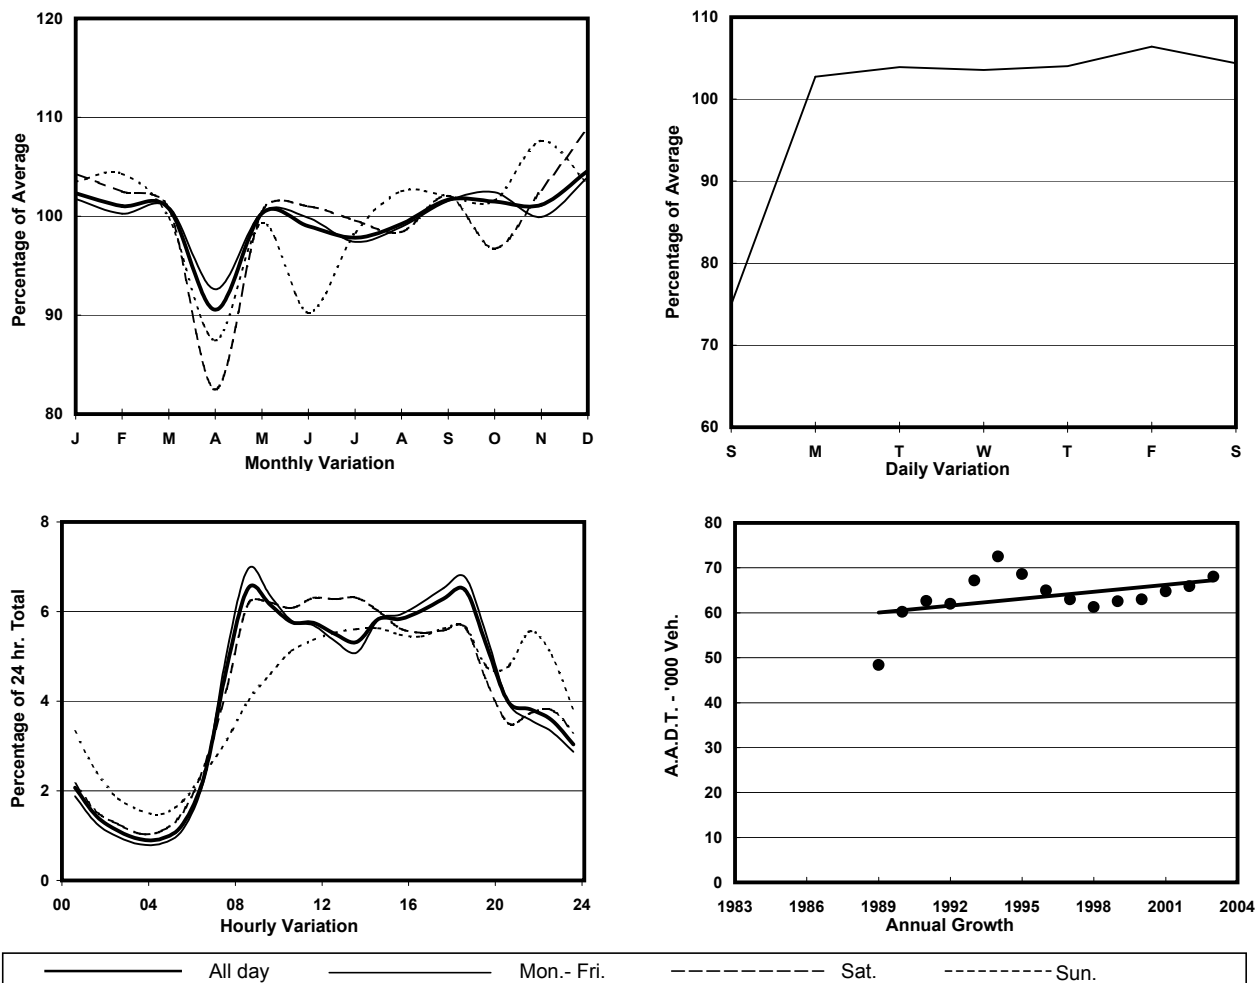 120
110
100
90
80
Percentage of Average
J F M A M J J A S O N D
Monthly Variation
110
100
90
80
70
60
Percentage of Average
S M T W T F S
Daily Variation
8
6
4
2
0
Percentage of 24 hr. Total
00 04 08 12 16 20 24
Hourly Variation
80
70
60
50
40
30
20
10
0
A.A.D.T. - '000 Veh.
1983 1986 1989 1992 1995 1998 2001 2004
Annual Growth
All day Mon.- Fri. Sat. Sun.